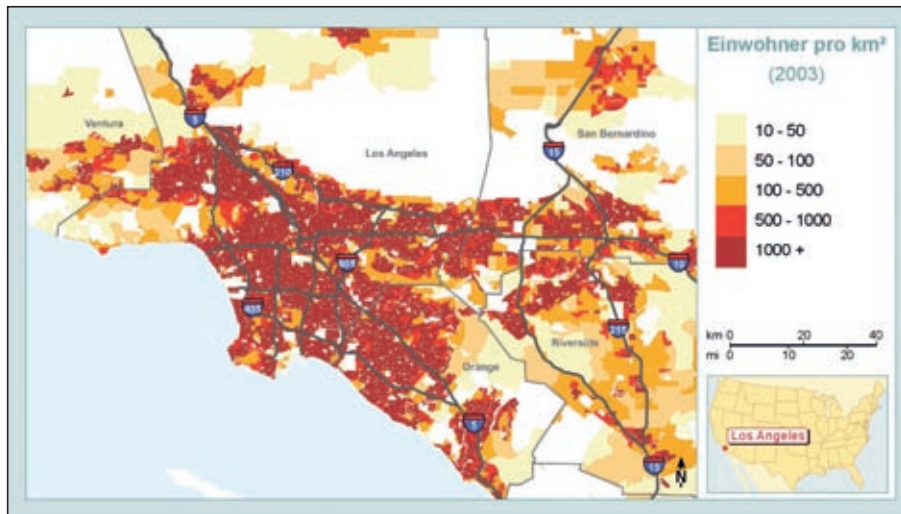 Einwohner pro km²
(2003)
10 - 50
50 - 100
100 - 500
500 - 1000
1000 +
km 0 20 40
mi 0 10 20
Los Angeles
Ventura
Los Angeles
San Bernardino
Orange
Riverside
5
210
15
605
405
10
215
5
15
N